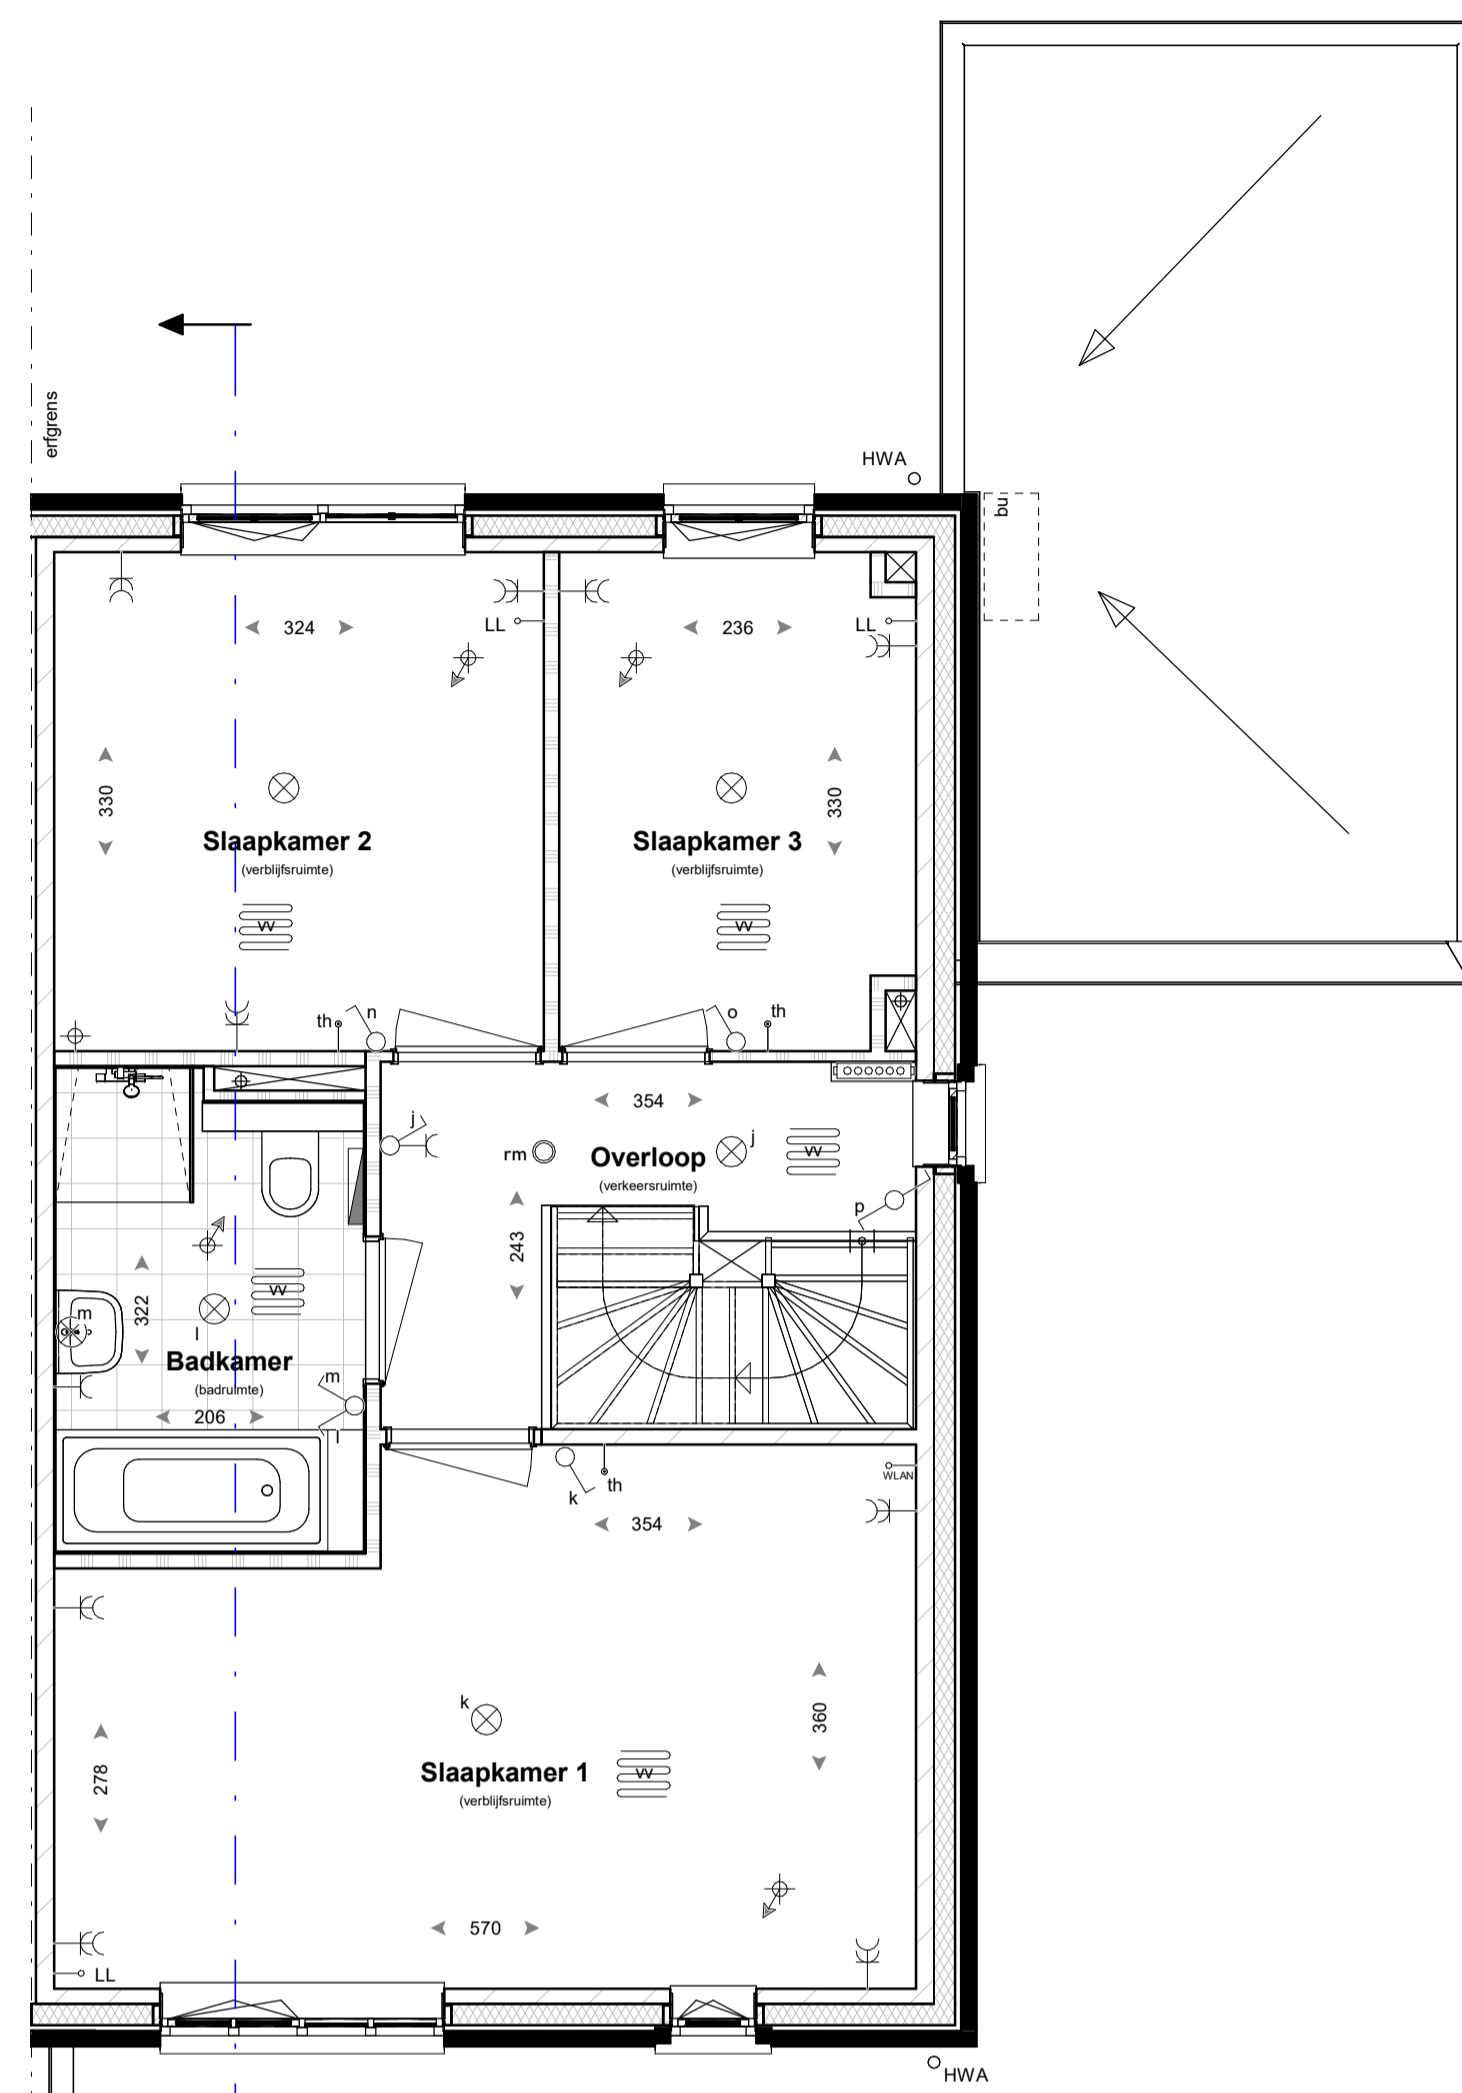 erfgrens
HWA
bu
324
LL
236
LL
330
330
Slaapkamer 2
(verblijfsruimte)
Slaapkamer 3
(verblijfsruimte)
VV
VV
th
n
o
th
354
j
rm
Overloop
(verkeersruimte)
j
VV
p
243
322
VV
m
l
Badkamer
(badruimte)
206
m
l
k
th
WLAN
354
k
360
278
Slaapkamer 1
(verblijfsruimte)
VV
570
LL
HWA